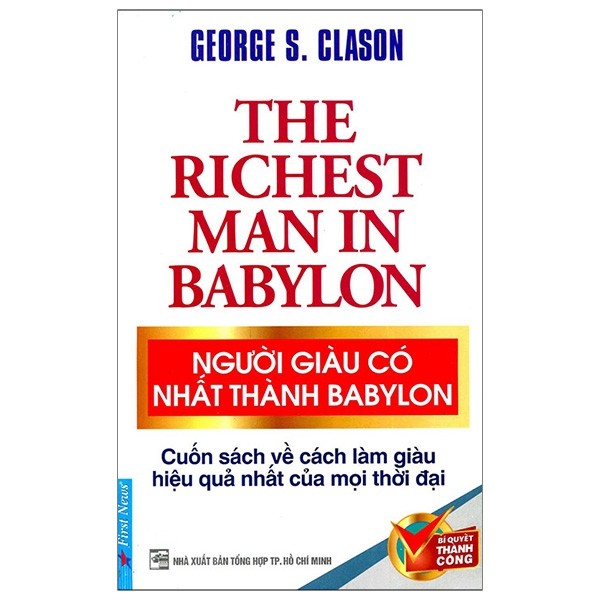 GEORGE S. CLASON
THE
RICHEST
MAN IN
BABYLON
NGƯỜI GIÀU CÓ
NHẤT THÀNH BABYLON
Cuốn sách về cách làm giàu
hiệu quả nhất của mọi thời đại
First News
NHÀ XUẤT BẢN TỔNG HỢP TP. HỒ CHÍ MINH
BÍ QUYẾT
THÀNH
CÔNG